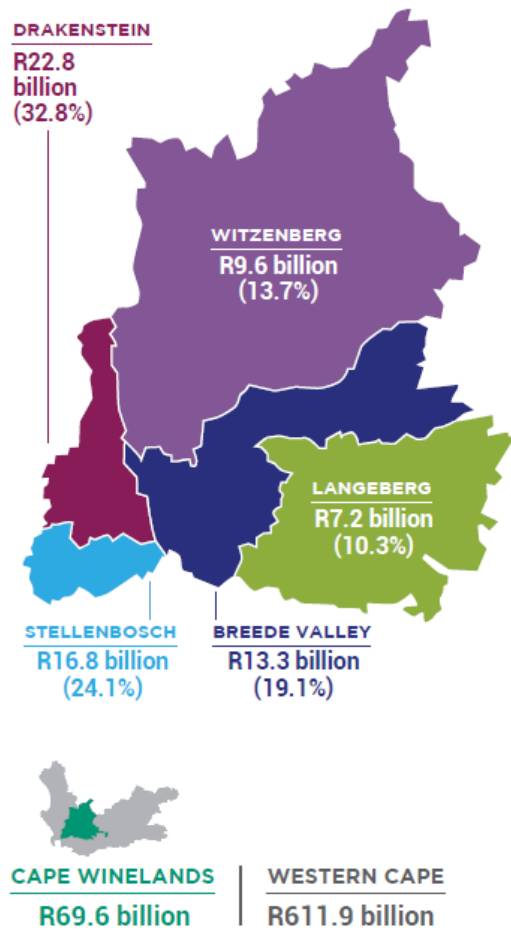 DRAKENSTEIN
R22.8
billion
(32.8%)
WITZENBERG
R9.6 billion
(13.7%)
LANGEBERG
R7.2 billion
(10.3%)
STELLENBOSCH
R16.8 billion
(24.1%)
BREEDE VALLEY
R13.3 billion
(19.1%)
CAPE WINELANDS
R69.6 billion
WESTERN CAPE
R611.9 billion